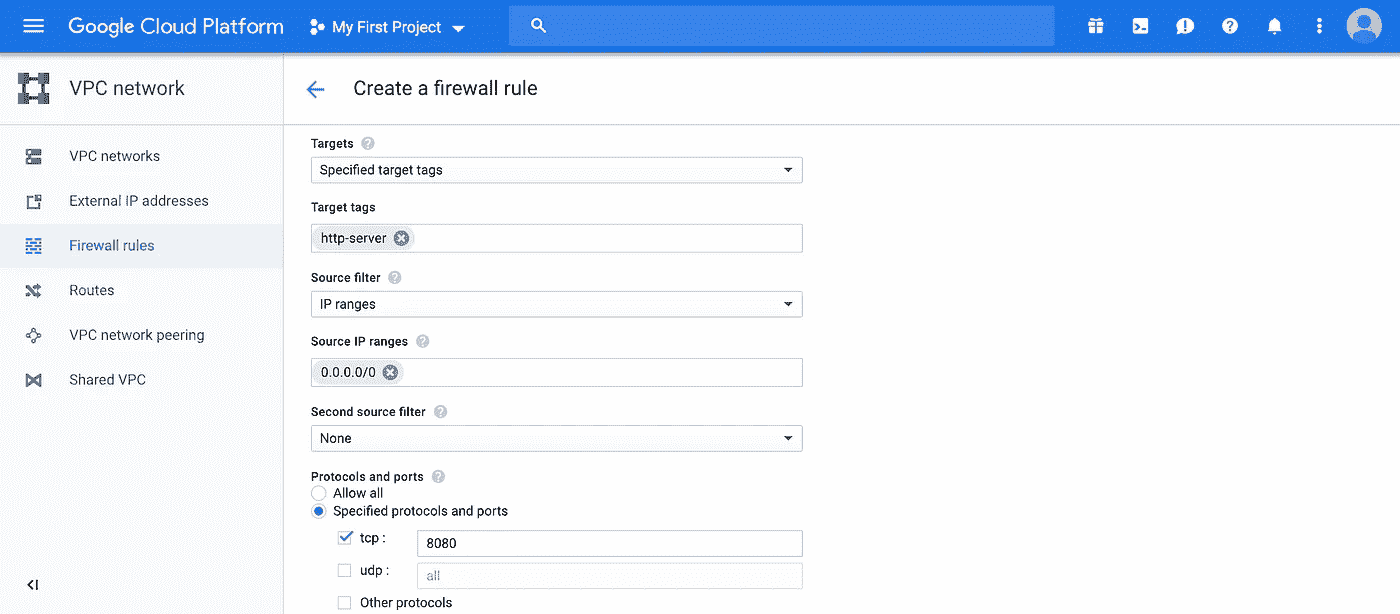 Google Cloud Platform
My First Project
VPC network
Create a firewall rule
VPC networks
External IP addresses
Firewall rules
Routes
VPC network peering
Shared VPC
Targets
Specified target tags
Target tags
http-server
Source filter
IP ranges
Source IP ranges
0.0.0.0/0
Second source filter
None
Protocols and ports
Allow all
Specified protocols and ports
tcp : 8080
udp : all
Other protocols